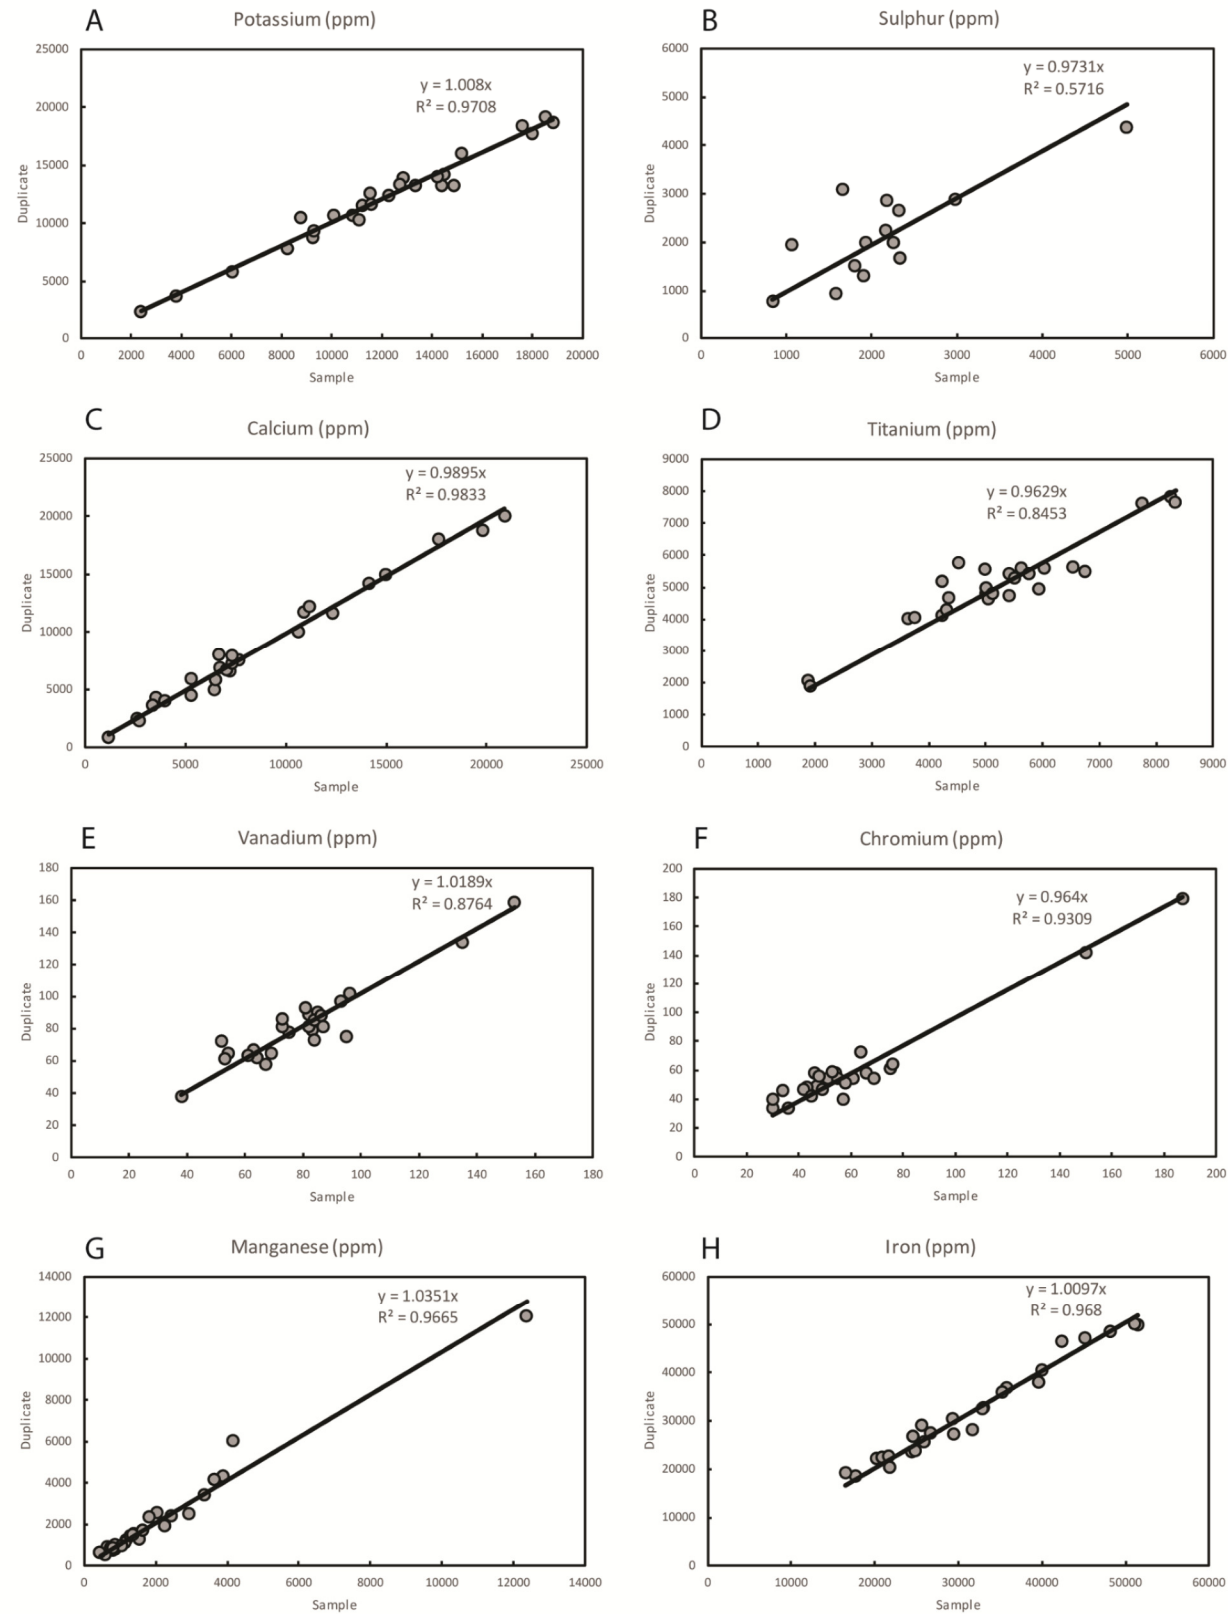 A
Potassium (ppm)
25000
20000
15000
10000
5000
0
Duplicate
y = 1.008x
R² = 0.9708
0 2000 4000 6000 8000 10000 12000 14000 16000 18000 20000
Sample
B
Sulphur (ppm)
6000
5000
4000
3000
2000
1000
0
Duplicate
y = 0.9731x
R² = 0.5716
0 1000 2000 3000 4000 5000 6000
Sample
C
Calcium (ppm)
25000
20000
15000
10000
5000
0
Duplicate
y = 0.9895x
R² = 0.9833
0 5000 10000 15000 20000 25000
Sample
D
Titanium (ppm)
9000
8000
7000
6000
5000
4000
3000
2000
1000
0
Duplicate
y = 0.9629x
R² = 0.8453
0 1000 2000 3000 4000 5000 6000 7000 8000 9000
Sample
E
Vanadium (ppm)
180
160
140
120
100
80
60
40
20
0
Duplicate
y = 1.0189x
R² = 0.8764
0 20 40 60 80 100 120 140 160 180
Sample
F
Chromium (ppm)
200
180
160
140
120
100
80
60
40
20
0
Duplicate
y = 0.964x
R² = 0.9309
0 20 40 60 80 100 120 140 160 180 200
Sample
G
Manganese (ppm)
14000
12000
10000
8000
6000
4000
2000
0
Duplicate
y = 1.0351x
R² = 0.9665
0 2000 4000 6000 8000 10000 12000 14000
Sample
H
Iron (ppm)
60000
50000
40000
30000
20000
10000
0
Duplicate
y = 1.0097x
R² = 0.968
0 10000 20000 30000 40000 50000 60000
Sample